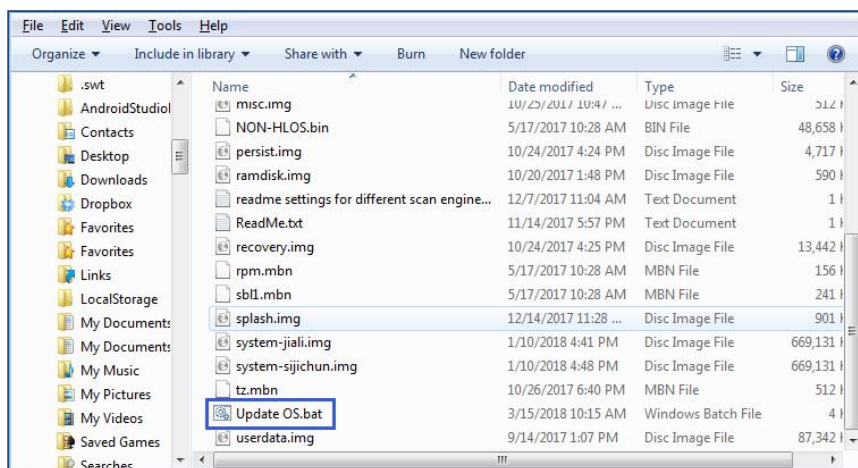 File Edit View Tools Help
Organize Include in library Share with Burn New folder
Name Date modified Type Size
.swt
AndroidStudio
Contacts
Desktop
Downloads
Dropbox
Favorites
Favorites
Links
LocalStorage
My Documents
My Documents
My Music
My Pictures
My Videos
Saved Games
Searches
misc.img 10/25/2017 10:47 ... Disc Image File 512
NON-HLOS.bin 5/17/2017 10:28 AM BIN File 48,658
persist.img 10/24/2017 4:24 PM Disc Image File 4,717
ramdisk.img 10/20/2017 1:48 PM Disc Image File 590
readme settings for different scan engine... 12/7/2017 11:04 AM Text Document 1
ReadMe.txt 11/14/2017 5:57 PM Text Document 1
recovery.img 10/24/2017 4:25 PM Disc Image File 13,442
rpm.mbn 5/17/2017 10:28 AM MBN File 156
sbl1.mbn 5/17/2017 10:28 AM MBN File 241
splash.img 12/14/2017 11:28 ... Disc Image File 901
system-jiali.img 1/10/2018 4:41 PM Disc Image File 669,131
system-sijichun.img 1/10/2018 4:48 PM Disc Image File 669,131
tz.mbn 10/26/2017 6:40 PM MBN File 512
Update OS.bat 3/15/2018 10:15 AM Windows Batch File 4
userdata.img 9/14/2017 1:07 PM Disc Image File 87,342